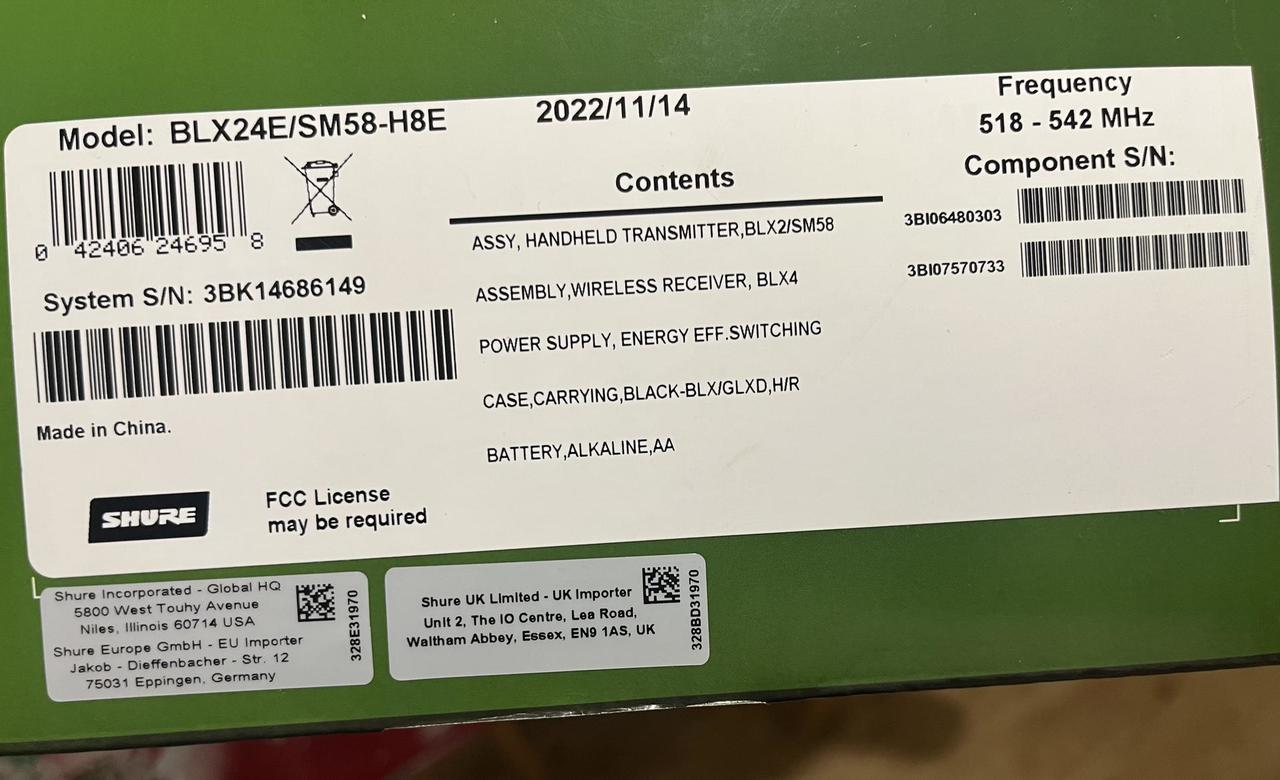 Model: BLX24E/SM58-H8E
2022/11/14
Frequency
518 - 542 MHz
Component S/N:
3BI06480303
3BI07570733
0 42406 24695 8
System S/N: 3BK14686149
Made in China.
SHURE
FCC License
may be required
Contents
ASSY, HANDHELD TRANSMITTER,BLX2/SM58
ASSEMBLY,WIRELESS RECEIVER, BLX4
POWER SUPPLY, ENERGY EFF.SWITCHING
CASE,CARRYING,BLACK-BLX/GLXD,H/R
BATTERY,ALKALINE,AA
Shure Incorporated - Global HQ
5800 West Touhy Avenue
Niles, Illinois 60714 USA
Shure Europe GmbH - EU Importer
Jakob - Dieffenbacher - Str. 12
75031 Eppingen, Germany
328E31970
Shure UK Limited - UK Importer
Unit 2, The IO Centre, Lea Road,
Waltham Abbey, Essex, EN9 1AS, UK
328BD31970